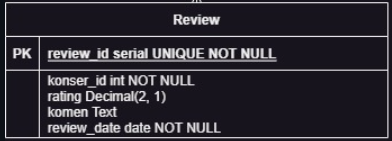 Review
PK review_id serial UNIQUE NOT NULL
konser_id int NOT NULL
rating Decimal(2, 1)
komen Text
review_date date NOT NULL